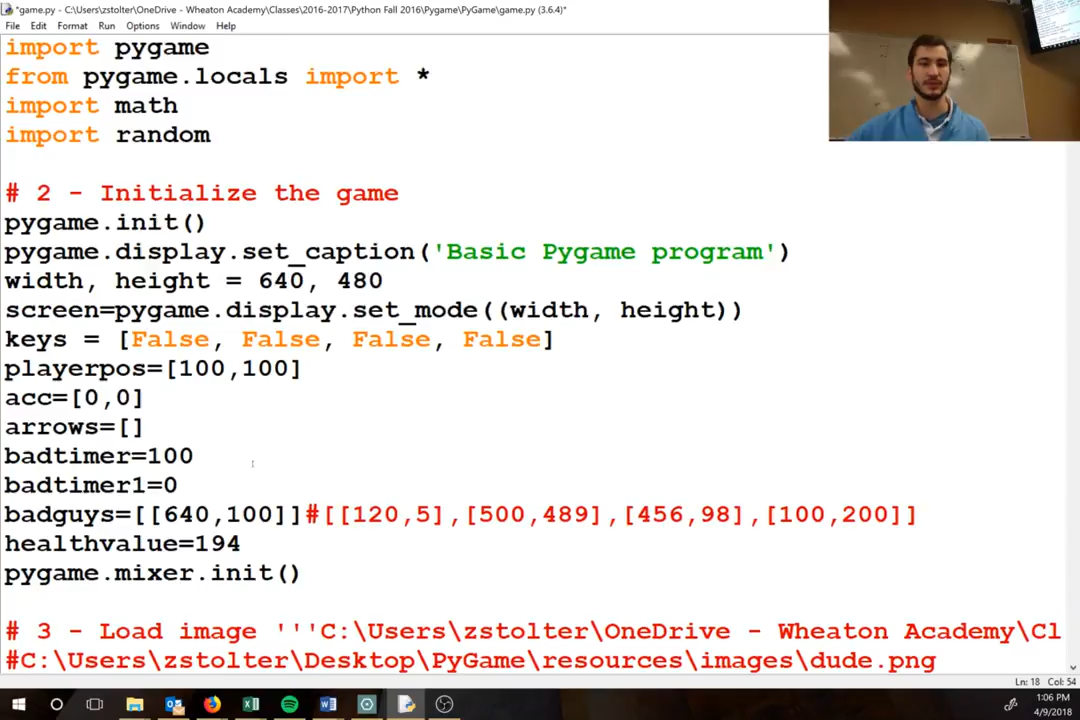 *game.py - C:\Users\zstolter\OneDrive - Wheaton Academy\Classes\2016-2017\Python Fall 2016\Pygame\PyGame\game.py (3.6.4)*
File Edit Format Run Options Window Help
import pygame
from pygame.locals import *
import math
import random
# 2 - Initialize the game
pygame.init()
pygame.display.set_caption('Basic Pygame program')
width, height = 640, 480
screen=pygame.display.set_mode((width, height))
keys = [False, False, False, False]
playerpos=[100,100]
acc=[0,0]
arrows=[]
badtimer=100
badtimer1=0
badguys=[[640,100]]#[[120,5],[500,489],[456,98],[100,200]]
healthvalue=194
pygame.mixer.init()
# 3 - Load image '''C:\Users\zstolter\OneDrive - Wheaton Academy\Cl
#C:\Users\zstolter\Desktop\PyGame\resources\images\dude.png
Ln: 18 Col: 54
1:06 PM
4/9/2018